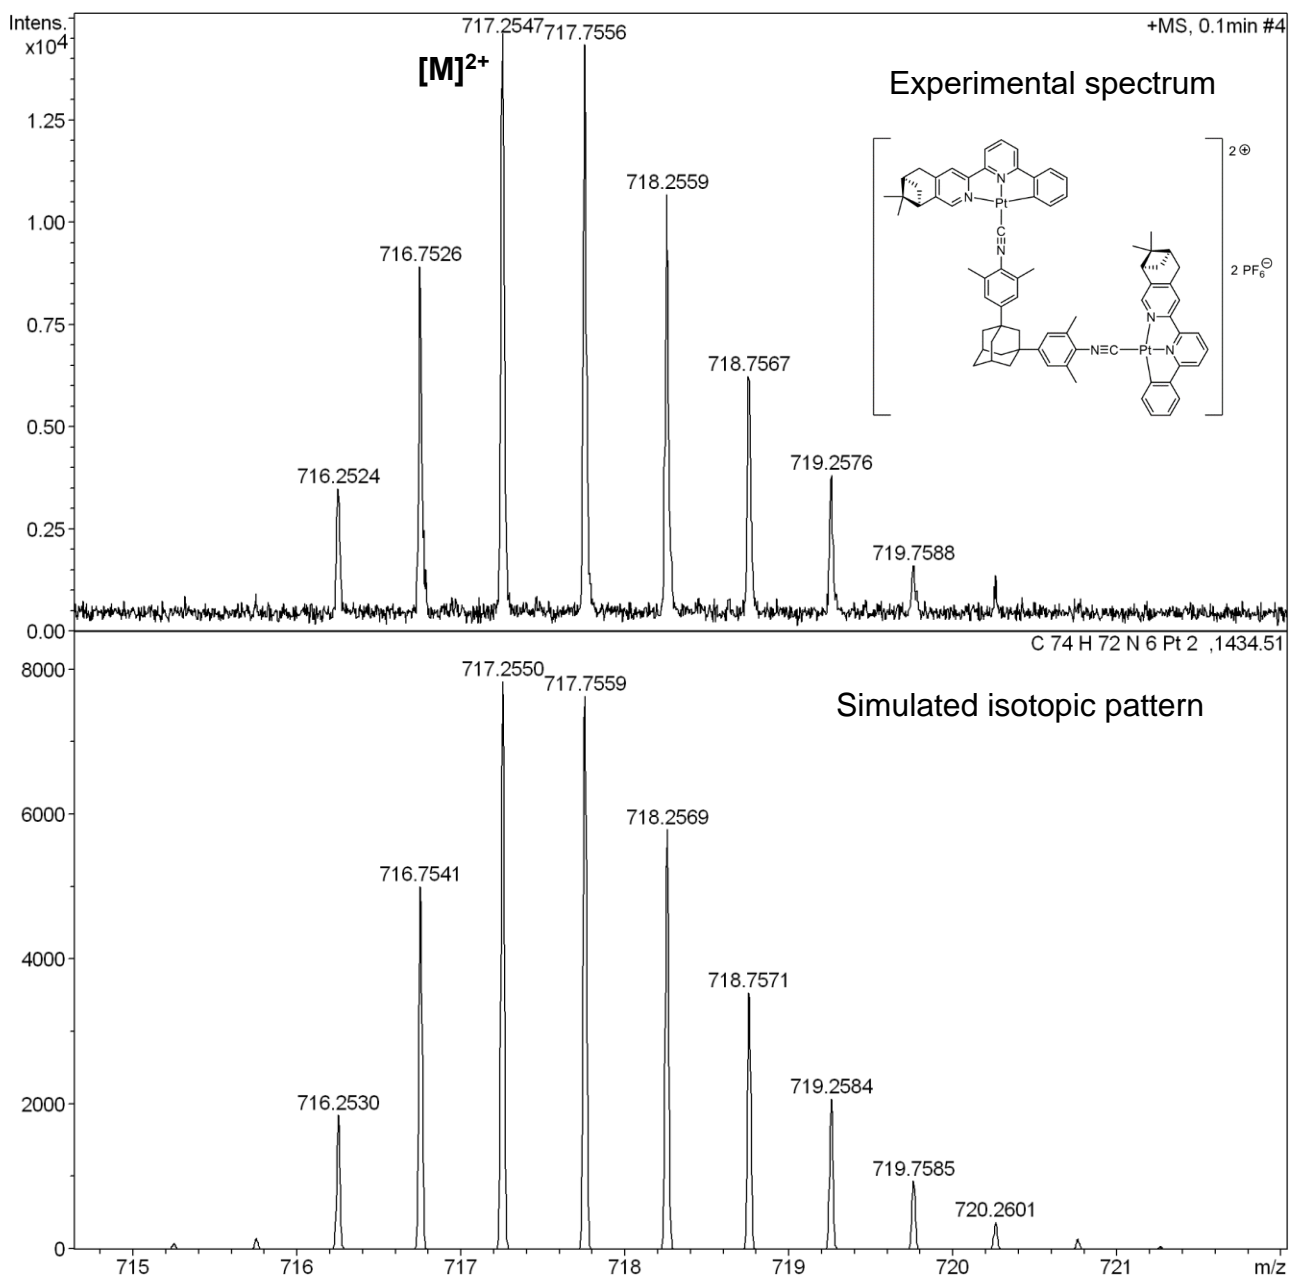 Intens.
x10⁴
+MS, 0.1min #4
717.2547
717.7556
[M]²⁺
Experimental spectrum
1.25
1.00
0.75
0.50
0.25
0.00
716.2524
716.7526
718.2559
718.7567
719.2576
719.7588
2⊕
N
N
Pt
C
N
N
N≡C
Pt
N
2 PF₆⊖
C 74 H 72 N 6 Pt 2 ,1434.51
Simulated isotopic pattern
8000
6000
4000
2000
0
716.2530
716.7541
717.2550
717.7559
718.2569
718.7571
719.2584
719.7585
720.2601
715
716
717
718
719
720
721
m/z